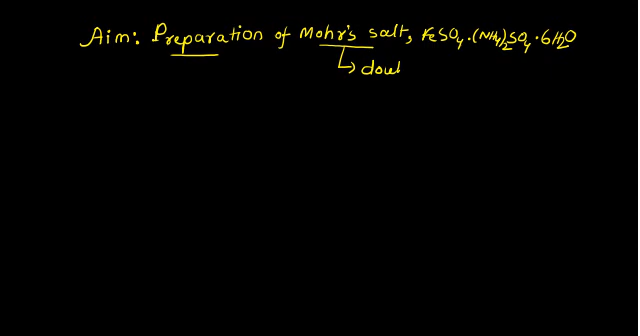 Aim: Preparation of Mohr's salt, FeSO4.(NH4)2SO4.6H2O
↳ doul